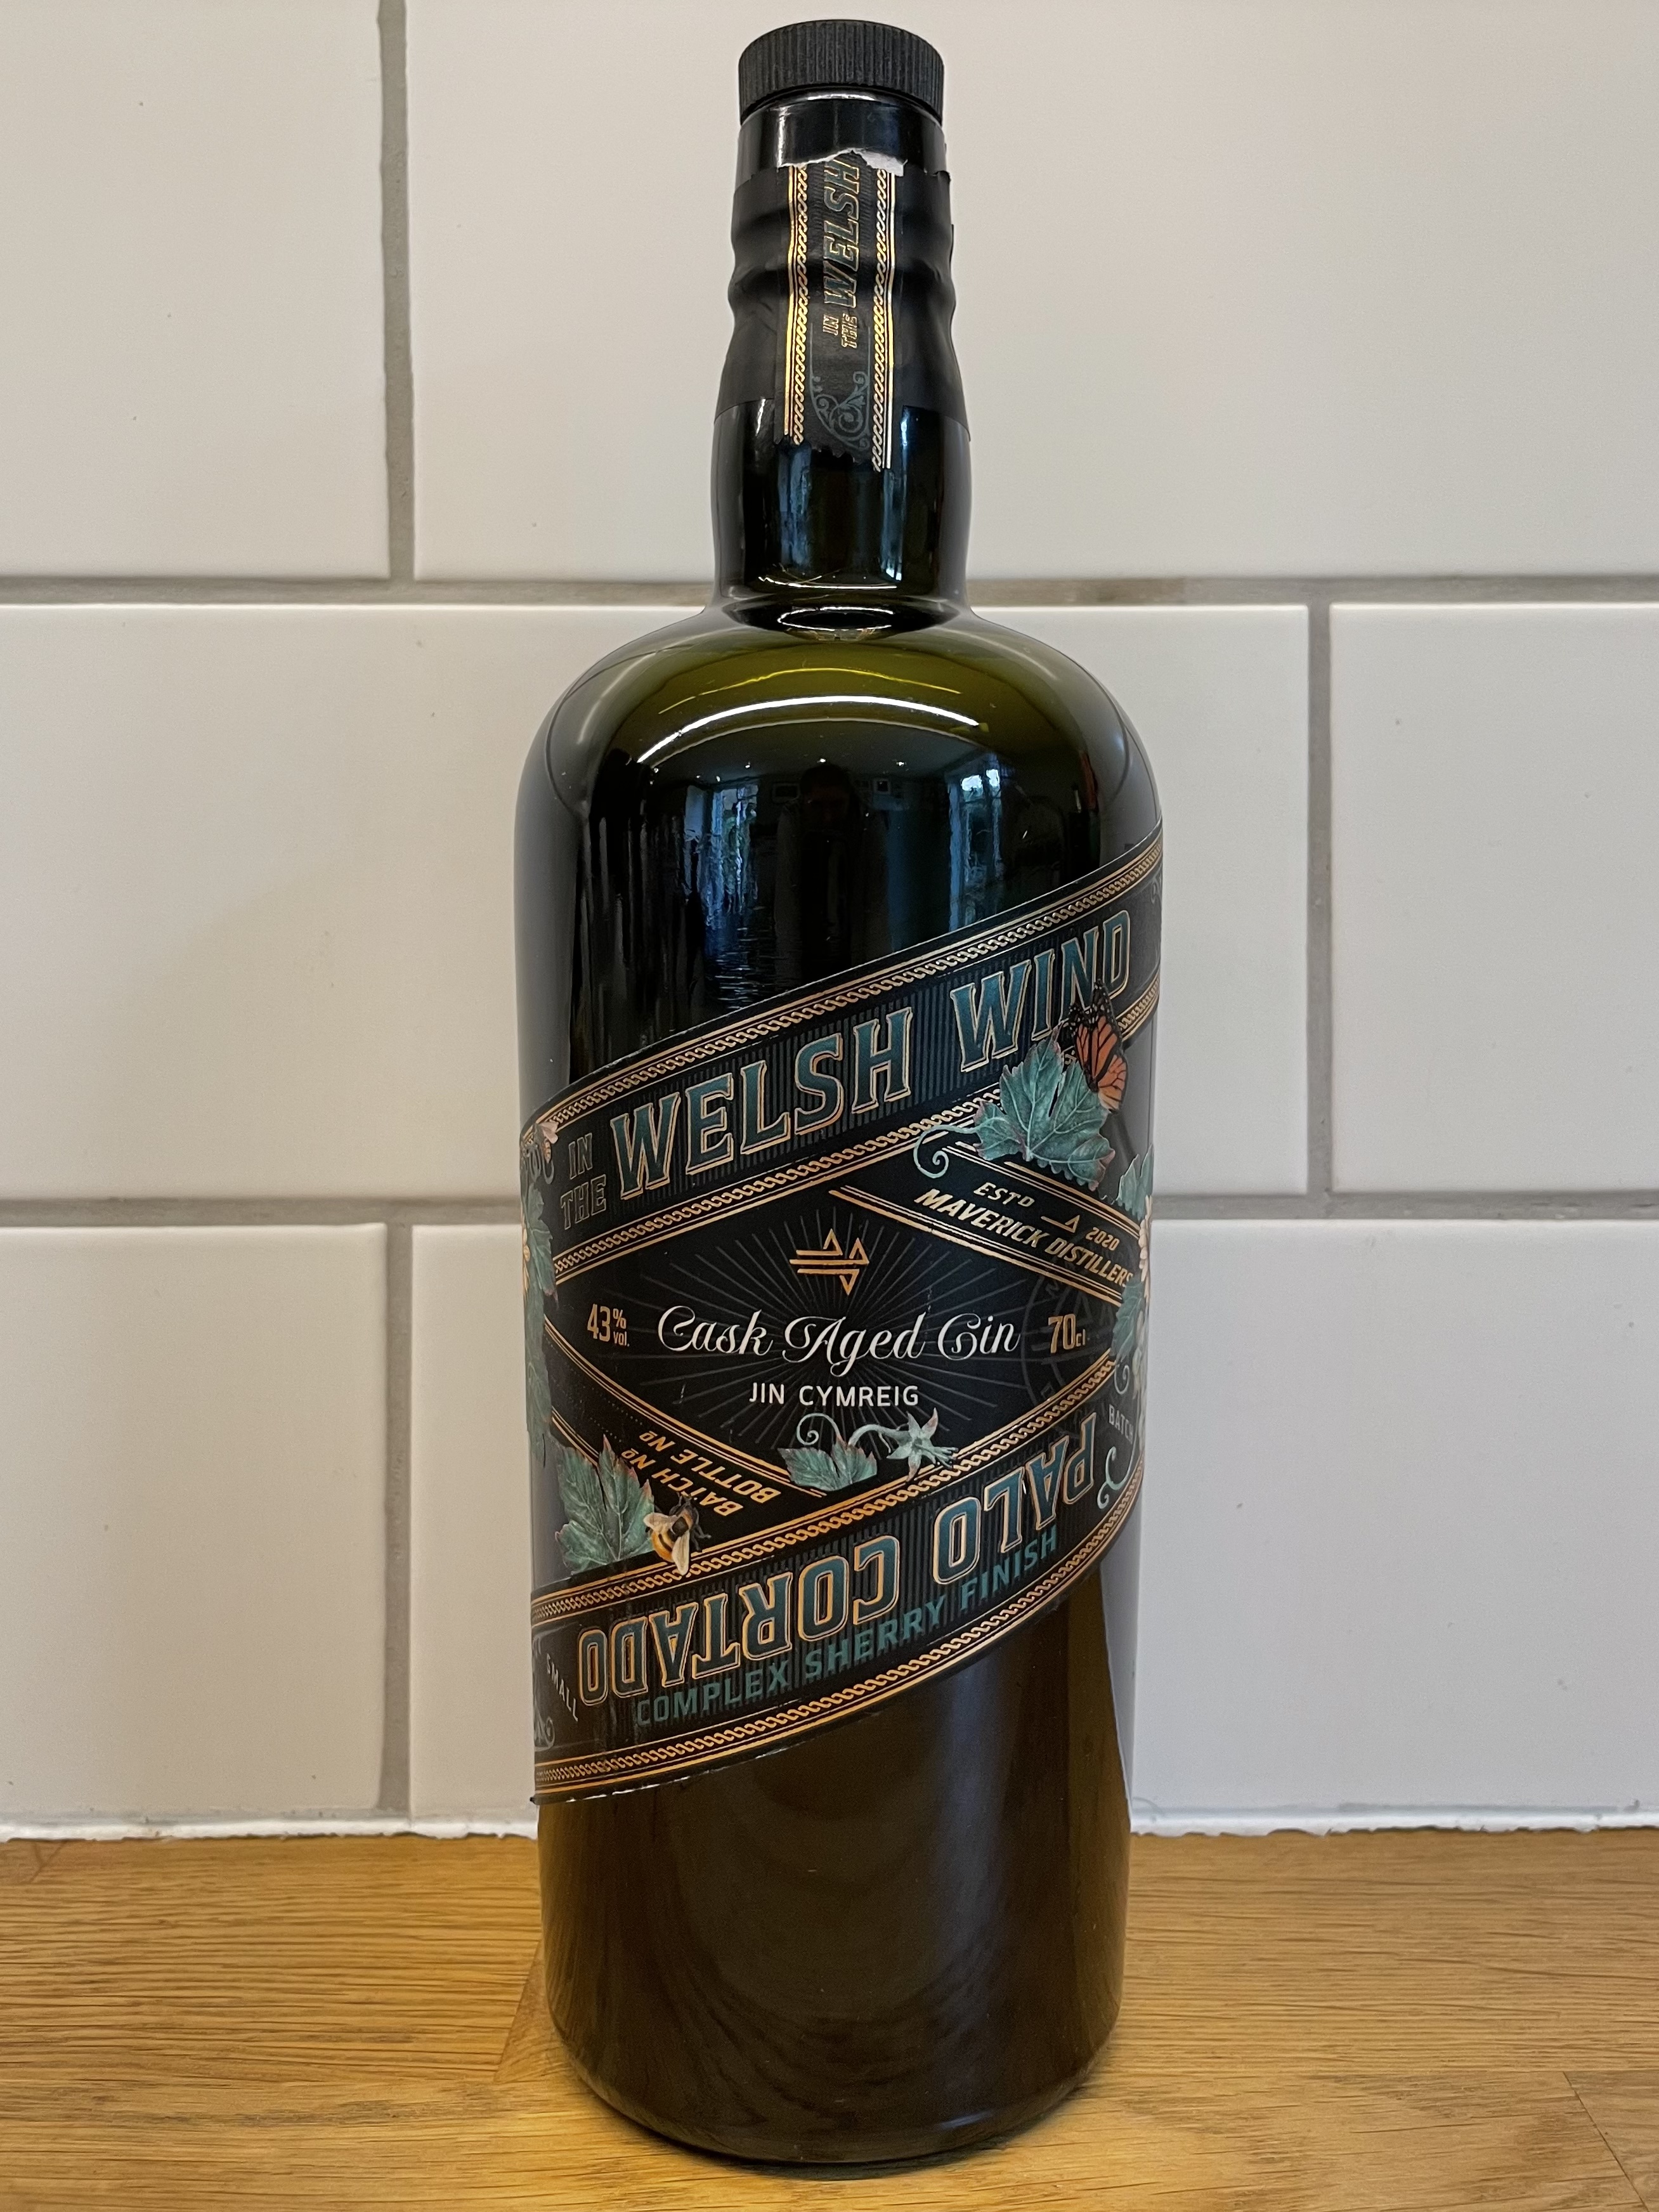 IN THE WELSH
IN THE WELSH WIND
ESTD 2020
MAVERICK DISTILLERS
43% vol.
Cask Aged Gin
70cl
JIN CYMREIG
BATCH Nº
BOTTLE Nº
BATCH
PALO CORTADO
COMPLEX SHERRY FINISH
SMALL